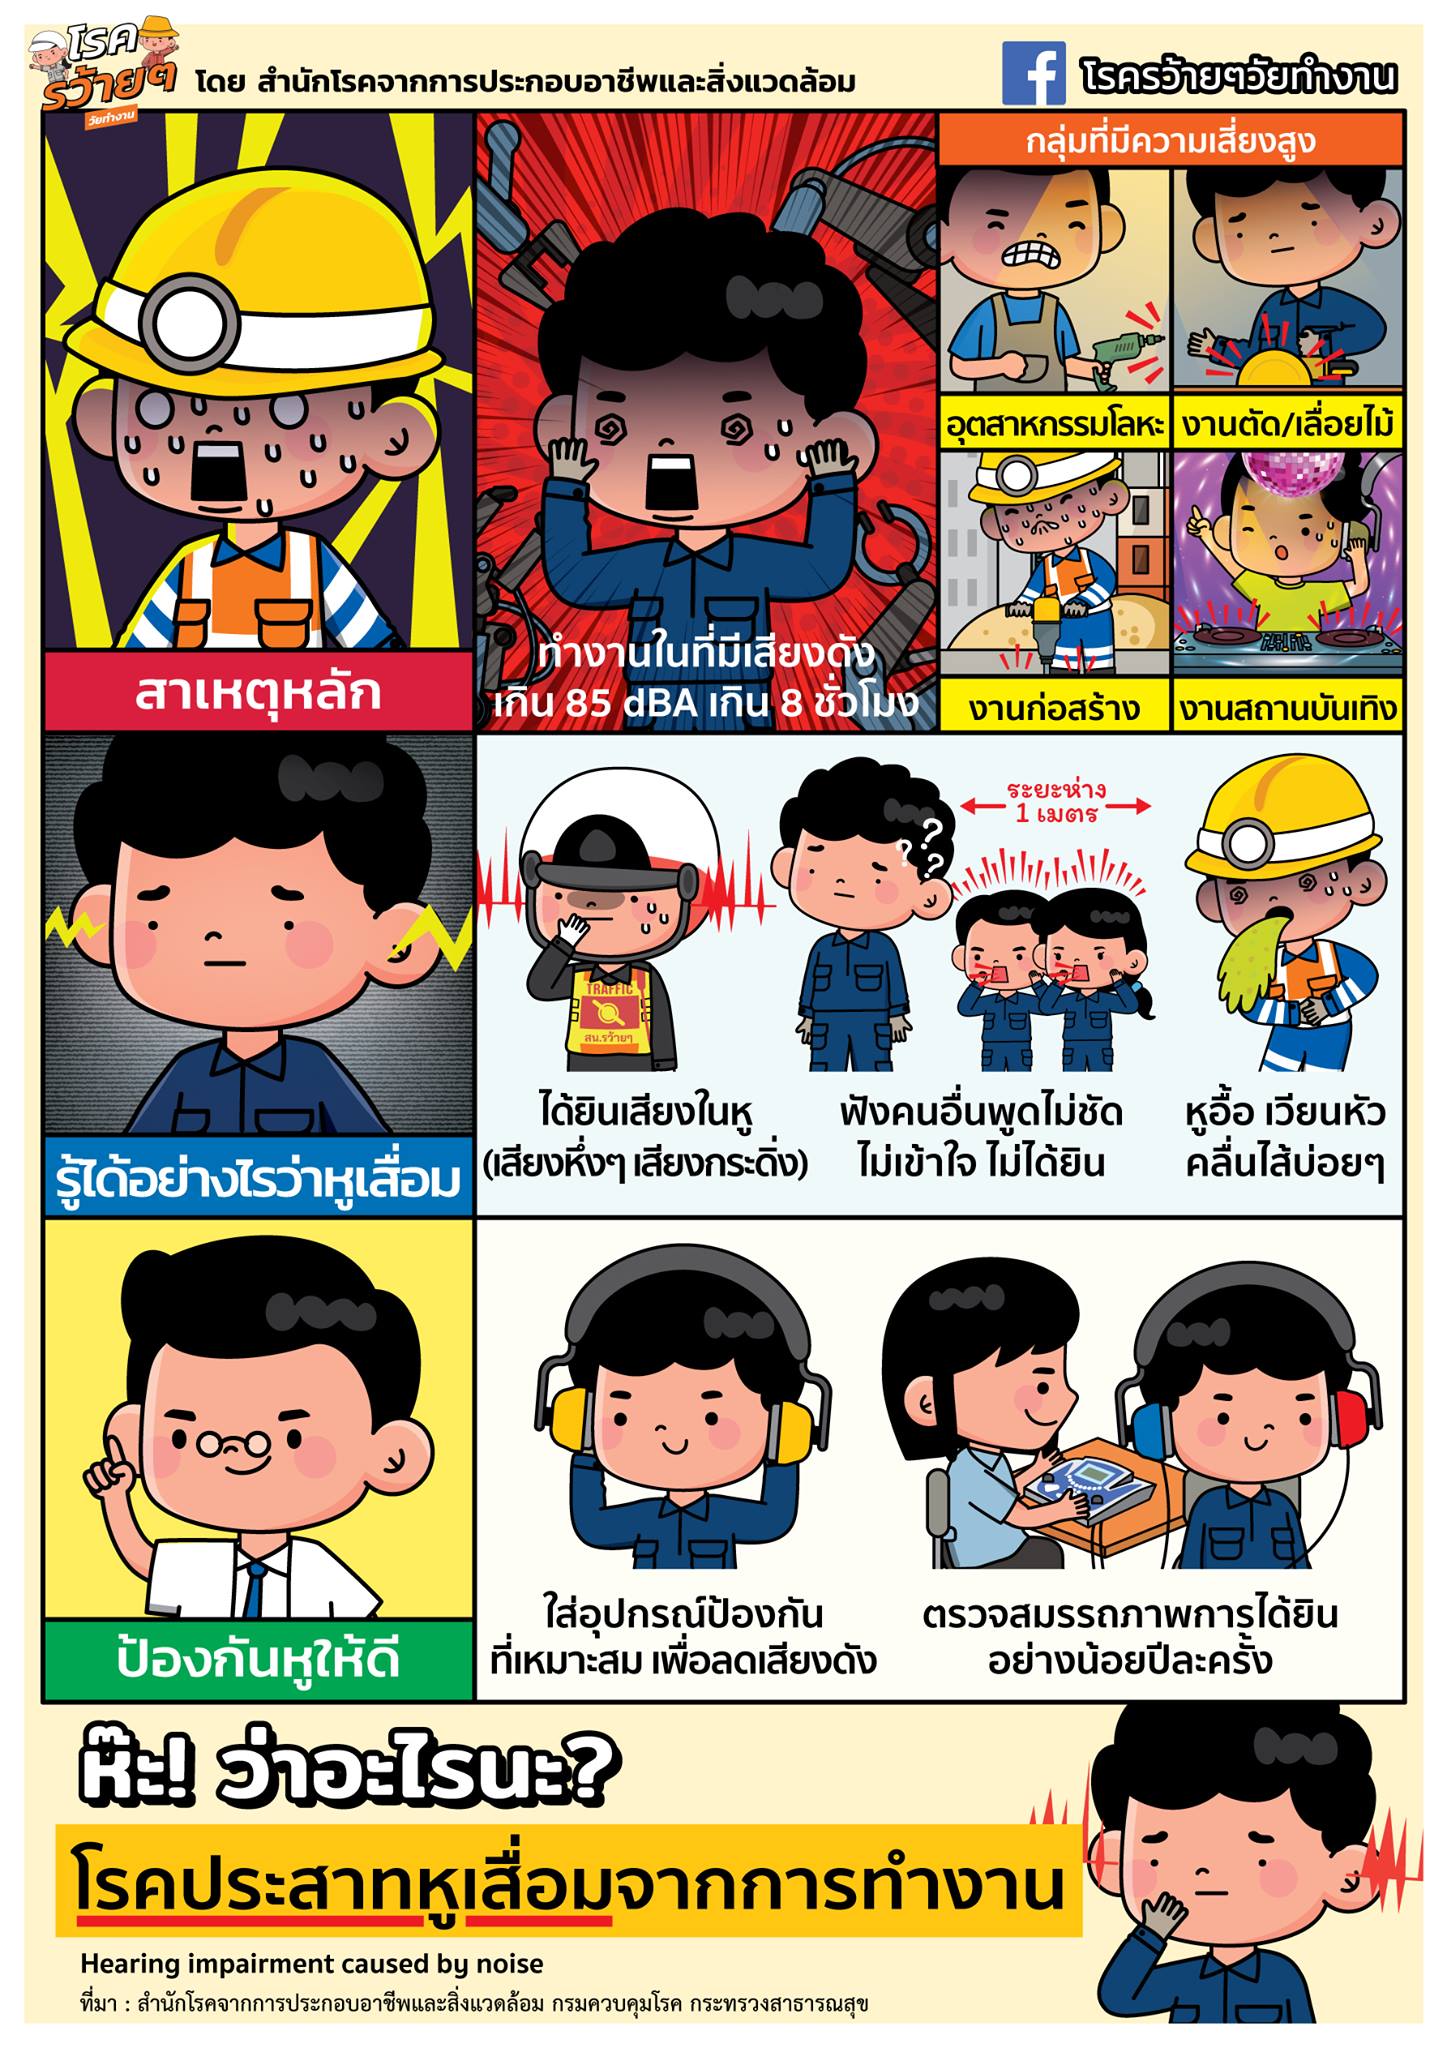 โรค
รว้ายๆ
วัยทำงาน
โดย สำนักโรคจากการประกอบอาชีพและสิ่งแวดล้อม
f โรครว้ายๆวัยทำงาน
สาเหตุหลัก
ทำงานในที่มีเสียงดัง
เกิน 85 dBA เกิน 8 ชั่วโมง
กลุ่มที่มีความเสี่ยงสูง
อุตสาหกรรมโลหะ
งานตัด/เลื่อยไม้
งานก่อสร้าง
งานสถานบันเทิง
รู้ได้อย่างไรว่าหูเสื่อม
TRAFFIC
สน.รว้ายๆ
ได้ยินเสียงในหู
(เสียงหึ่งๆ เสียงกระดิ่ง)
? ? ?
ระยะห่าง
1 เมตร
ฟังคนอื่นพูดไม่ชัด
ไม่เข้าใจ ไม่ได้ยิน
หูอื้อ เวียนหัว
คลื่นไส้บ่อยๆ
ป้องกันหูให้ดี
ใส่อุปกรณ์ป้องกัน
ที่เหมาะสม เพื่อลดเสียงดัง
ตรวจสมรรถภาพการได้ยิน
อย่างน้อยปีละครั้ง
ห๊ะ! ว่าอะไรนะ?
โรคประสาทหูเสื่อมจากการทำงาน
Hearing impairment caused by noise
ที่มา : สำนักโรคจากการประกอบอาชีพและสิ่งแวดล้อม กรมควบคุมโรค กระทรวงสาธารณสุข